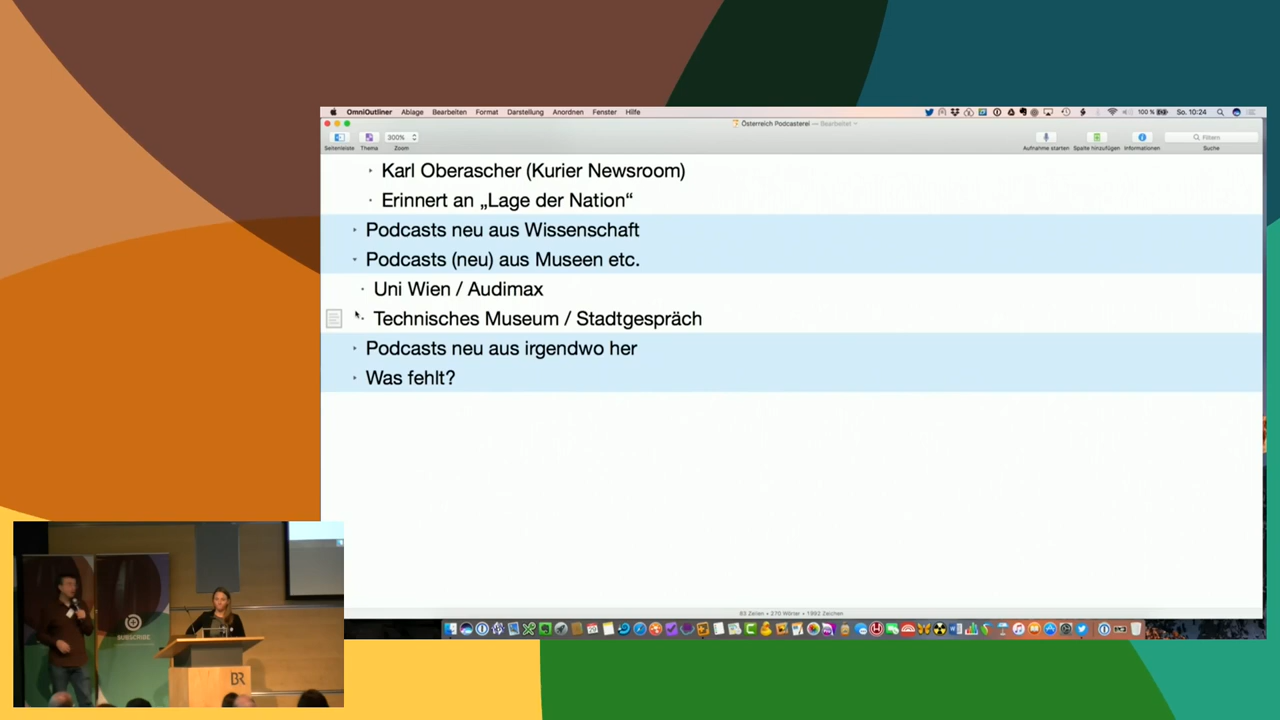 OmniOutliner Ablage Bearbeiten Format Darstellung Anordnen Fenster Hilfe 100 % So. 10:24
Österreich Podcasterei — Bearbeitet
300% Filtern
Seitenleiste Thema Zoom Aufnahme starten Spalte hinzufügen Informationen Suche
Karl Oberascher (Kurier Newsroom)
Erinnert an „Lage der Nation“
Podcasts neu aus Wissenschaft
Podcasts (neu) aus Museen etc.
Uni Wien / Audimax
Technisches Museum / Stadtgespräch
Podcasts neu aus irgendwo her
Was fehlt?
63 Zeilen • 270 Wörter • 1992 Zeichen
SUBSCRIBE
BR